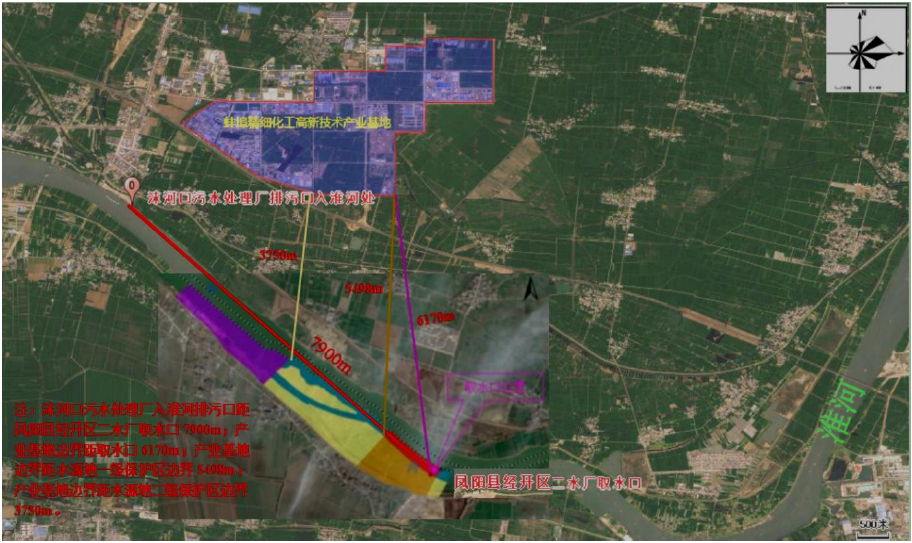 N
蚌埠精细化工高新技术产业基地
0
沫河口污水处理厂排污口入淮河处
3750m
5498m
6170m
7900m
取水口位置
淮河
注：沫河口污水处理厂入淮河排污口距
凤阳县经开区二水厂取水口7900m；产
业基地边界距取水口6170m；产业基地
边界距水源地一级保护区边界5498m；
产业基地边界距水源地二级保护区边界
3750m。
凤阳县经开区二水厂取水口
500米